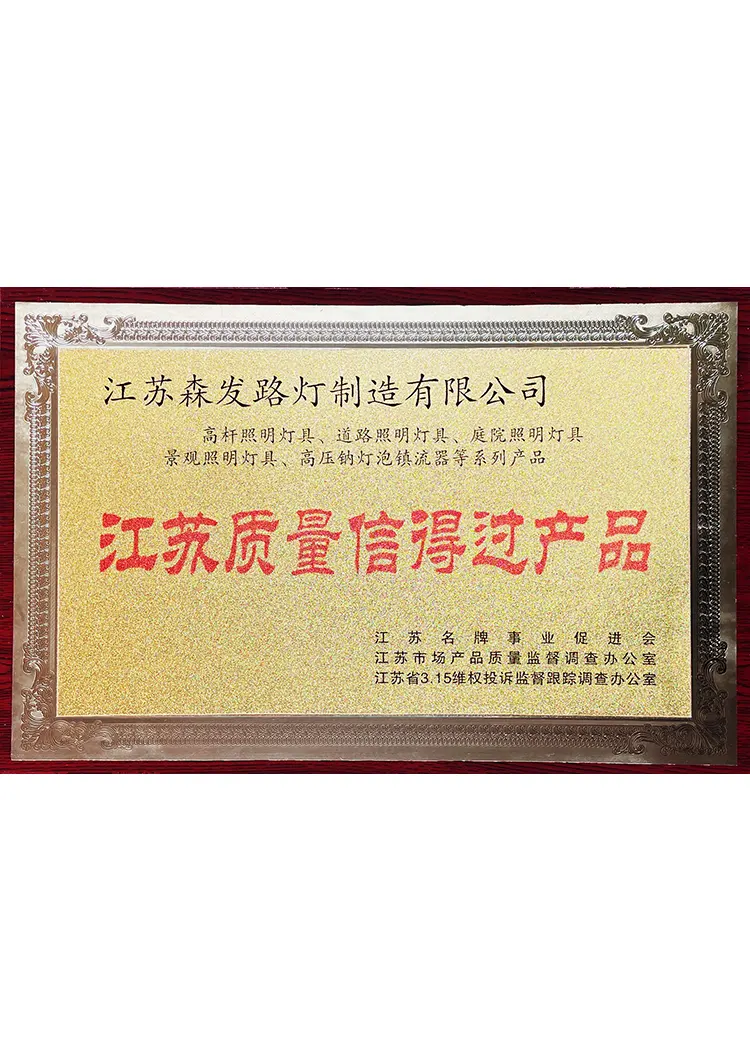 江苏森发路灯制造有限公司
高杆照明灯具、道路照明灯具、庭院照明灯具
景观照明灯具、高压钠灯泡镇流器等系列产品
江苏质量信得过产品
江苏名牌事业促进会
江苏市场产品质量监督调查办公室
江苏省3.15维权投诉监督跟踪调查办公室